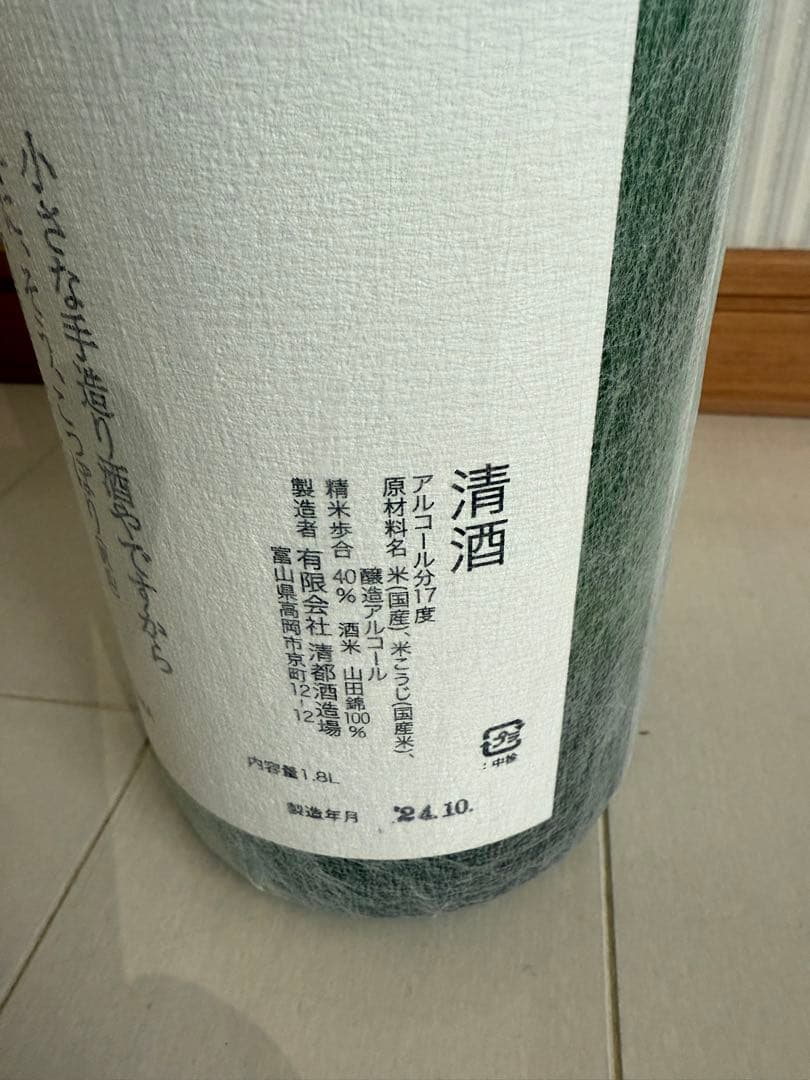 清酒
アルコール分17度
原材料名 米(国産)、米こうじ(国産米)、
醸造アルコール
精米歩合 40% 酒米 山田錦100%
製造者 有限会社 清都酒造場
富山県高岡市京町12-12
内容量1.8L
製造年月 '24.10.
プラ
:中栓
小さな手造り酒やですから